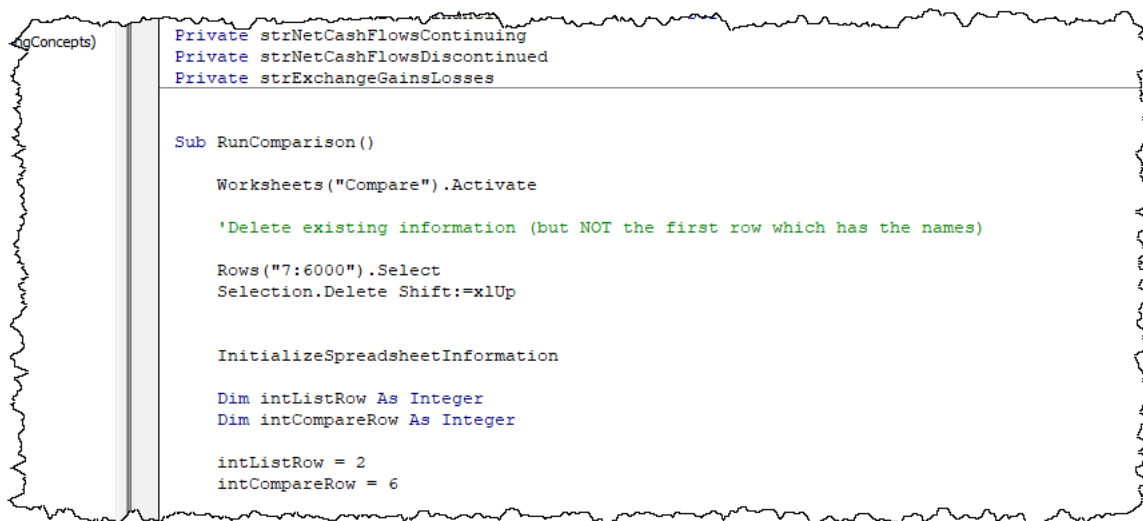 ngConcepts)
Private strNetCashFlowsContinuing
Private strNetCashFlowsDiscontinued
Private strExchangeGainsLosses
Sub RunComparison()
Worksheets("Compare").Activate
'Delete existing information (but NOT the first row which has the names)
Rows("7:6000").Select
Selection.Delete Shift:=xlUp
InitializeSpreadsheetInformation
Dim intListRow As Integer
Dim intCompareRow As Integer
intListRow = 2
intCompareRow = 6